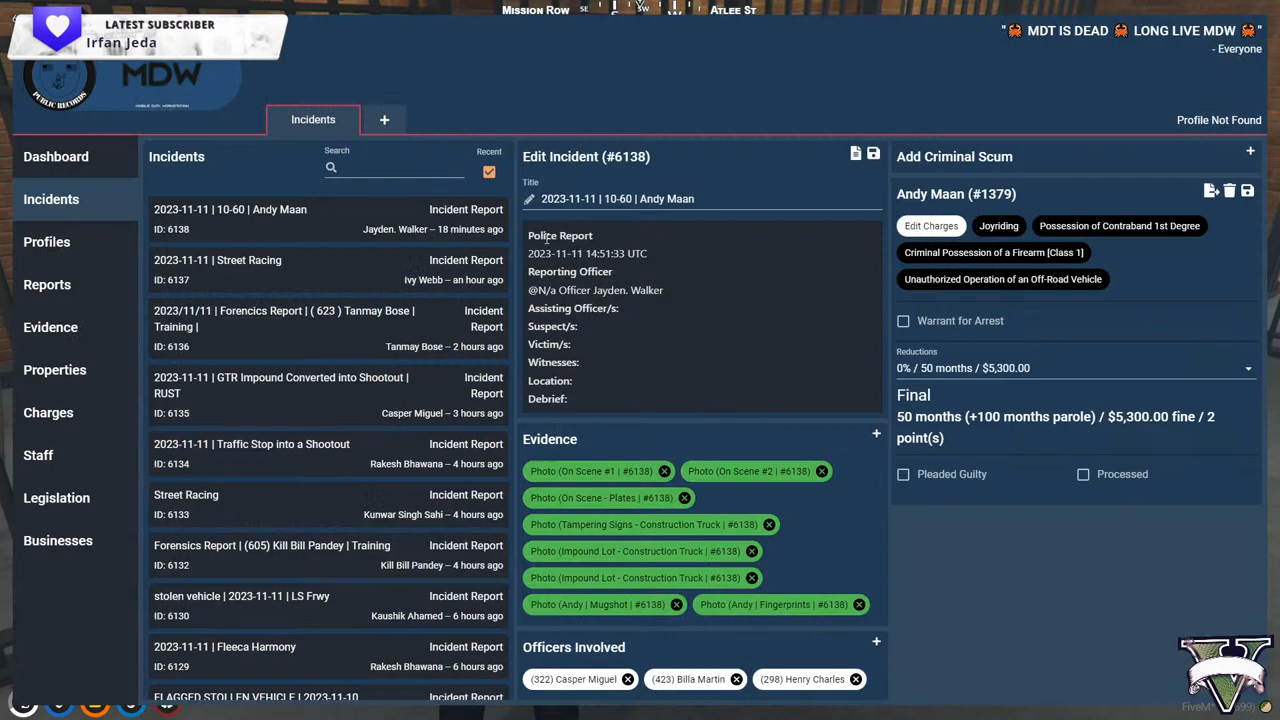 Mission Row SE SW Atlee St
LATEST SUBSCRIBER
Irfan Jeda
" MDT IS DEAD LONG LIVE MDW "
- Everyone
PUBLIC RECORDS
MDW
Incidents
+
Profile Not Found
Dashboard
Incidents
Profiles
Reports
Evidence
Properties
Charges
Staff
Legislation
Businesses
Incidents
Search
Recent
2023-11-11 | 10-60 | Andy Maan Incident Report
ID: 6138 Jayden. Walker – 18 minutes ago
2023-11-11 | Street Racing Incident Report
ID: 6137 Ivy Webb – an hour ago
2023/11/11 | Forencics Report | ( 623 ) Tanmay Bose | Incident
Training | Report
ID: 6136 Tanmay Bose – 2 hours ago
2023-11-11 | GTR Impound Converted into Shootout | Incident
RUST Report
ID: 6135 Casper Miguel – 3 hours ago
2023-11-11 | Traffic Stop into a Shootout Incident Report
ID: 6134 Rakesh Bhawana – 4 hours ago
Street Racing Incident Report
ID: 6133 Kunwar Singh Sahi – 4 hours ago
Forensics Report | (605) Kill Bill Pandey | Training Incident Report
ID: 6132 Kill Bill Pandey – 4 hours ago
stolen vehicle | 2023-11-11 | LS Frwy Incident Report
ID: 6130 Kaushik Ahamed – 6 hours ago
2023-11-11 | Fleeca Harmony Incident Report
ID: 6129 Rakesh Bhawana – 6 hours ago
FLAGGED STOLLEN VEHICLE | 2023-11-10 Incident Report
Edit Incident (#6138)
Title
2023-11-11 | 10-60 | Andy Maan
Police Report
2023-11-11 14:51:33 UTC
Reporting Officer
@N/a Officer Jayden. Walker
Assisting Officer/s:
Suspect/s:
Victim/s:
Witnesses:
Location:
Debrief:
Evidence +
Photo (On Scene #1 | #6138) Photo (On Scene #2 | #6138)
Photo (On Scene - Plates | #6138)
Photo (Tampering Signs - Construction Truck | #6138)
Photo (Impound Lot - Construction Truck | #6138)
Photo (Impound Lot - Construction Truck | #6138)
Photo (Andy | Mugshot | #6138) Photo (Andy | Fingerprints | #6138)
Officers Involved +
(322) Casper Miguel (423) Billa Martin (298) Henry Charles
Add Criminal Scum +
Andy Maan (#1379)
Edit Charges Joyriding Possession of Contraband 1st Degree
Criminal Possession of a Firearm [Class 1]
Unauthorized Operation of an Off-Road Vehicle
Warrant for Arrest
Reductions
0% / 50 months / $5,300.00
Final
50 months (+100 months parole) / $5,300.00 fine / 2
point(s)
Pleaded Guilty Processed
V